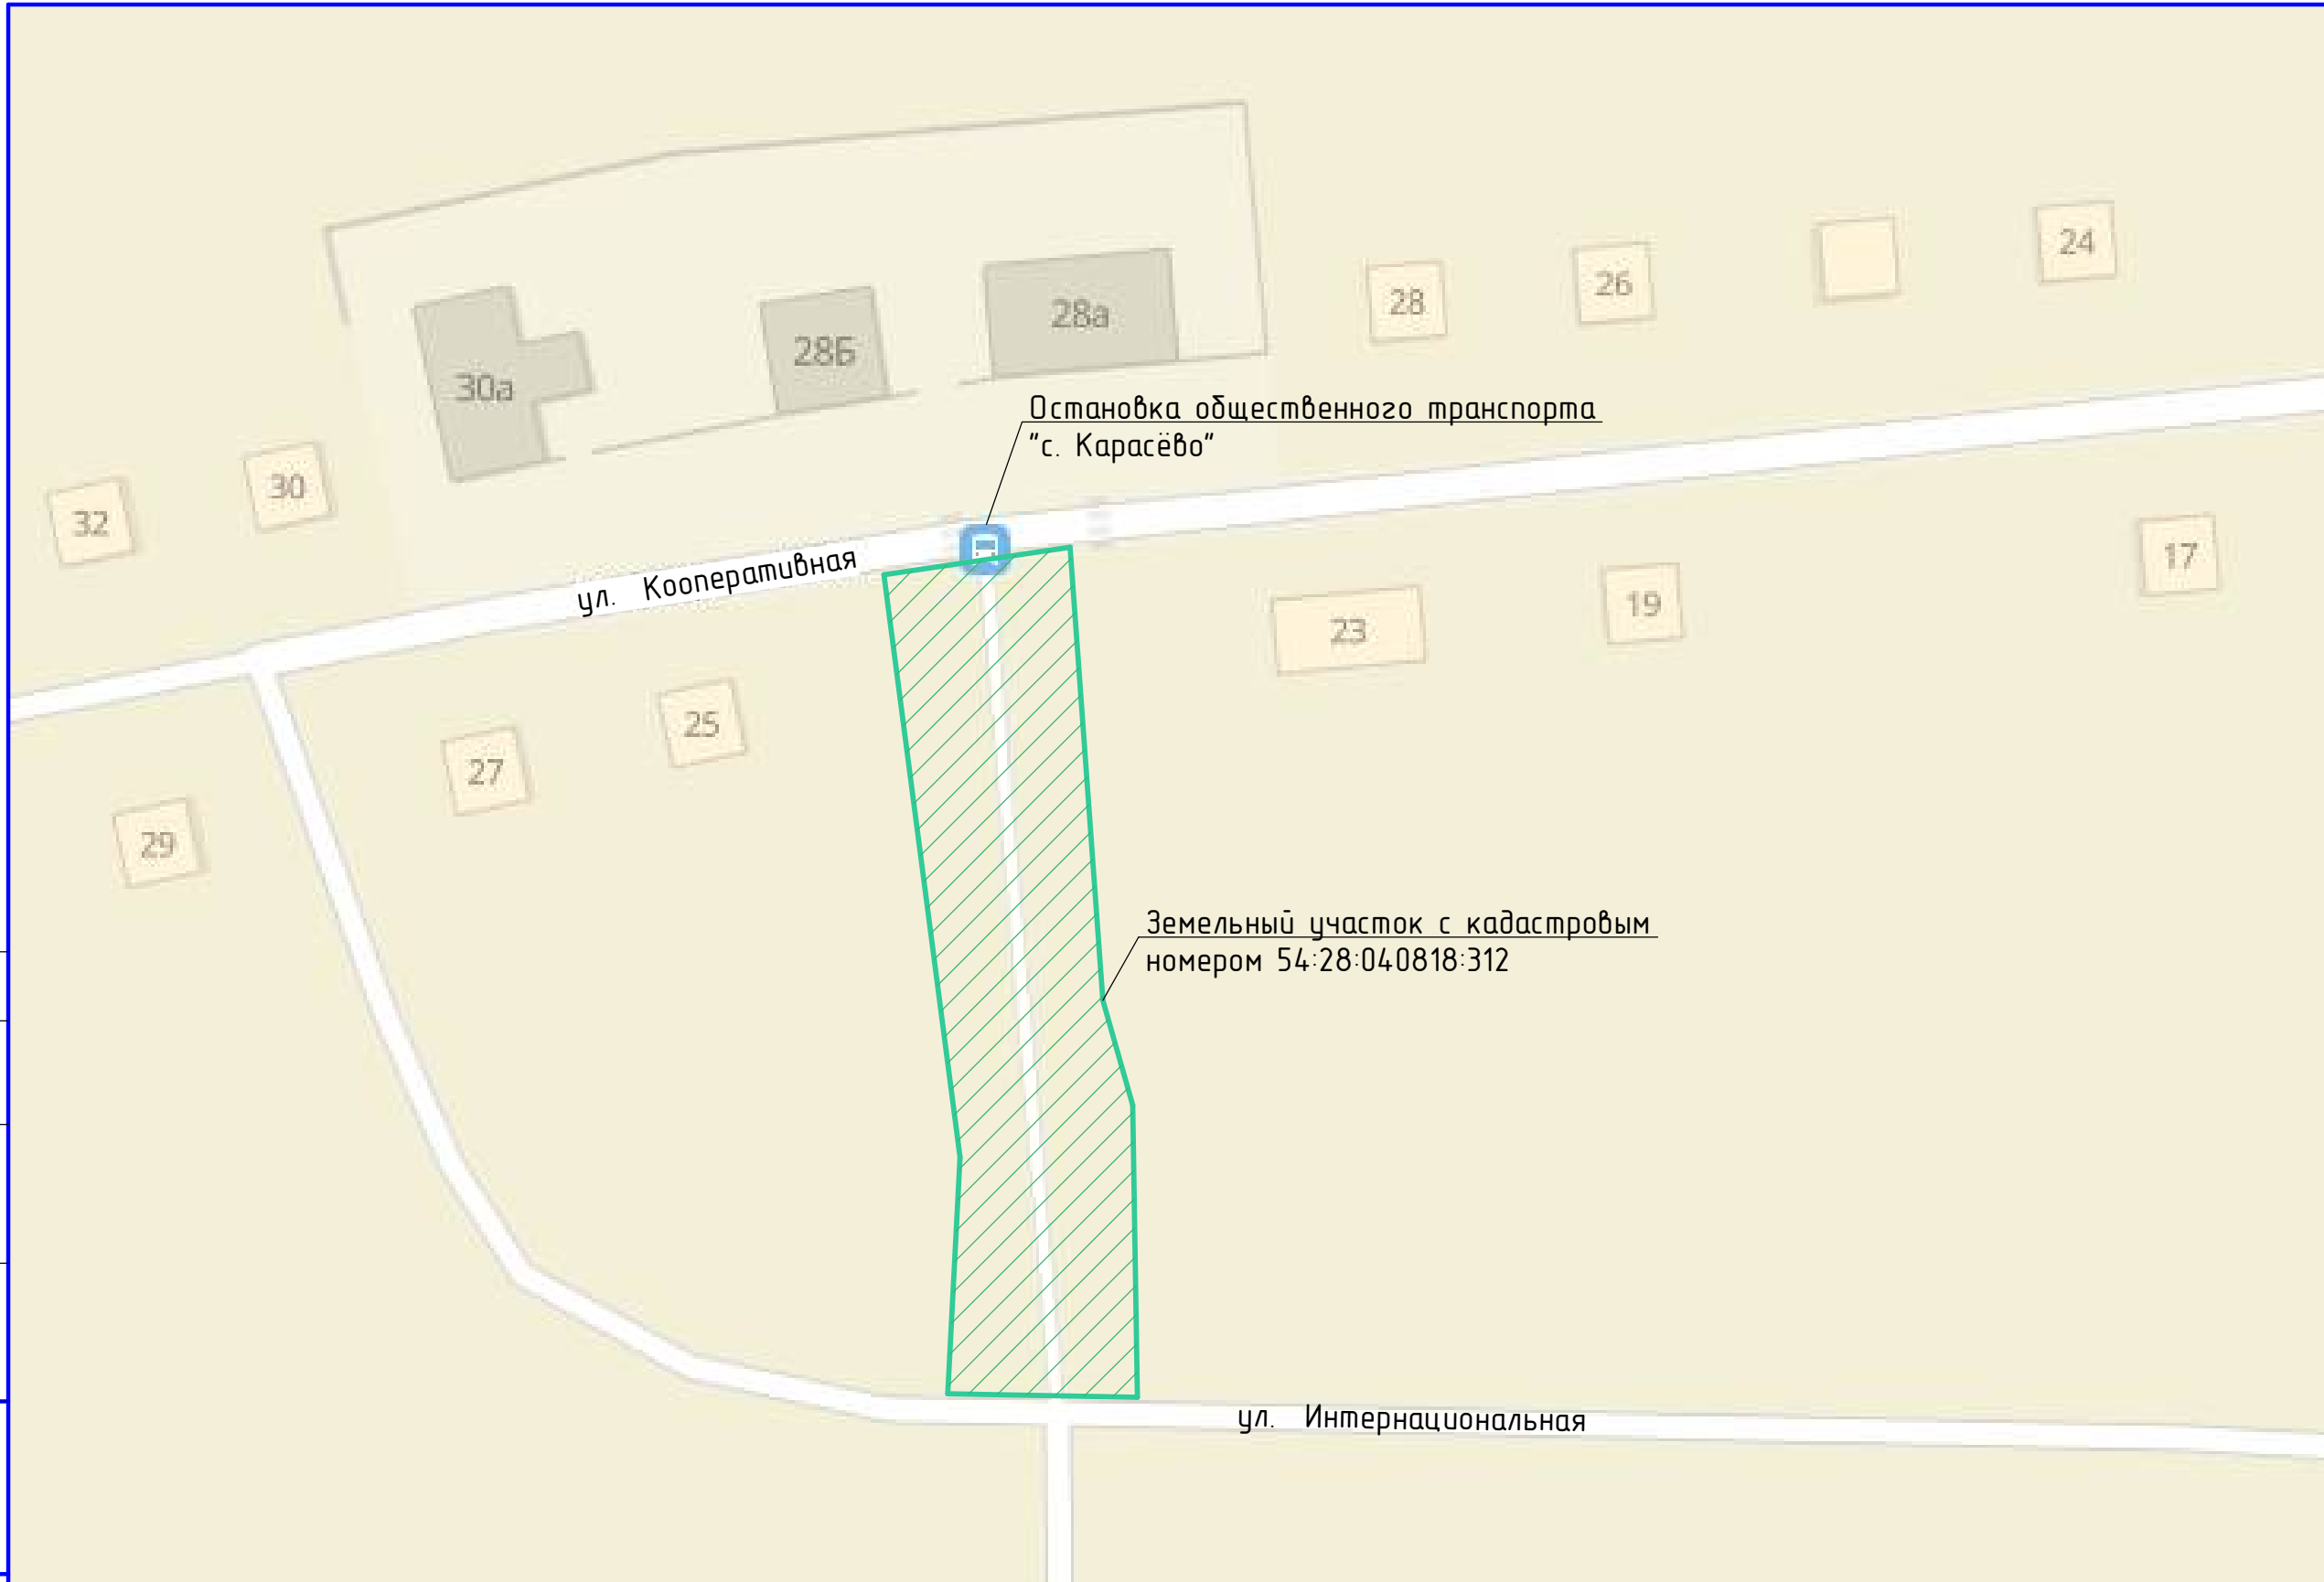 24
26
28
28а
28Б
30а
Остановка общественного транспорта
"с. Карасёво"
30
32
ул. Кооперативная
17
19
23
25
27
29
Земельный участок с кадастровым
номером 54:28:040818:312
ул. Интернациональная